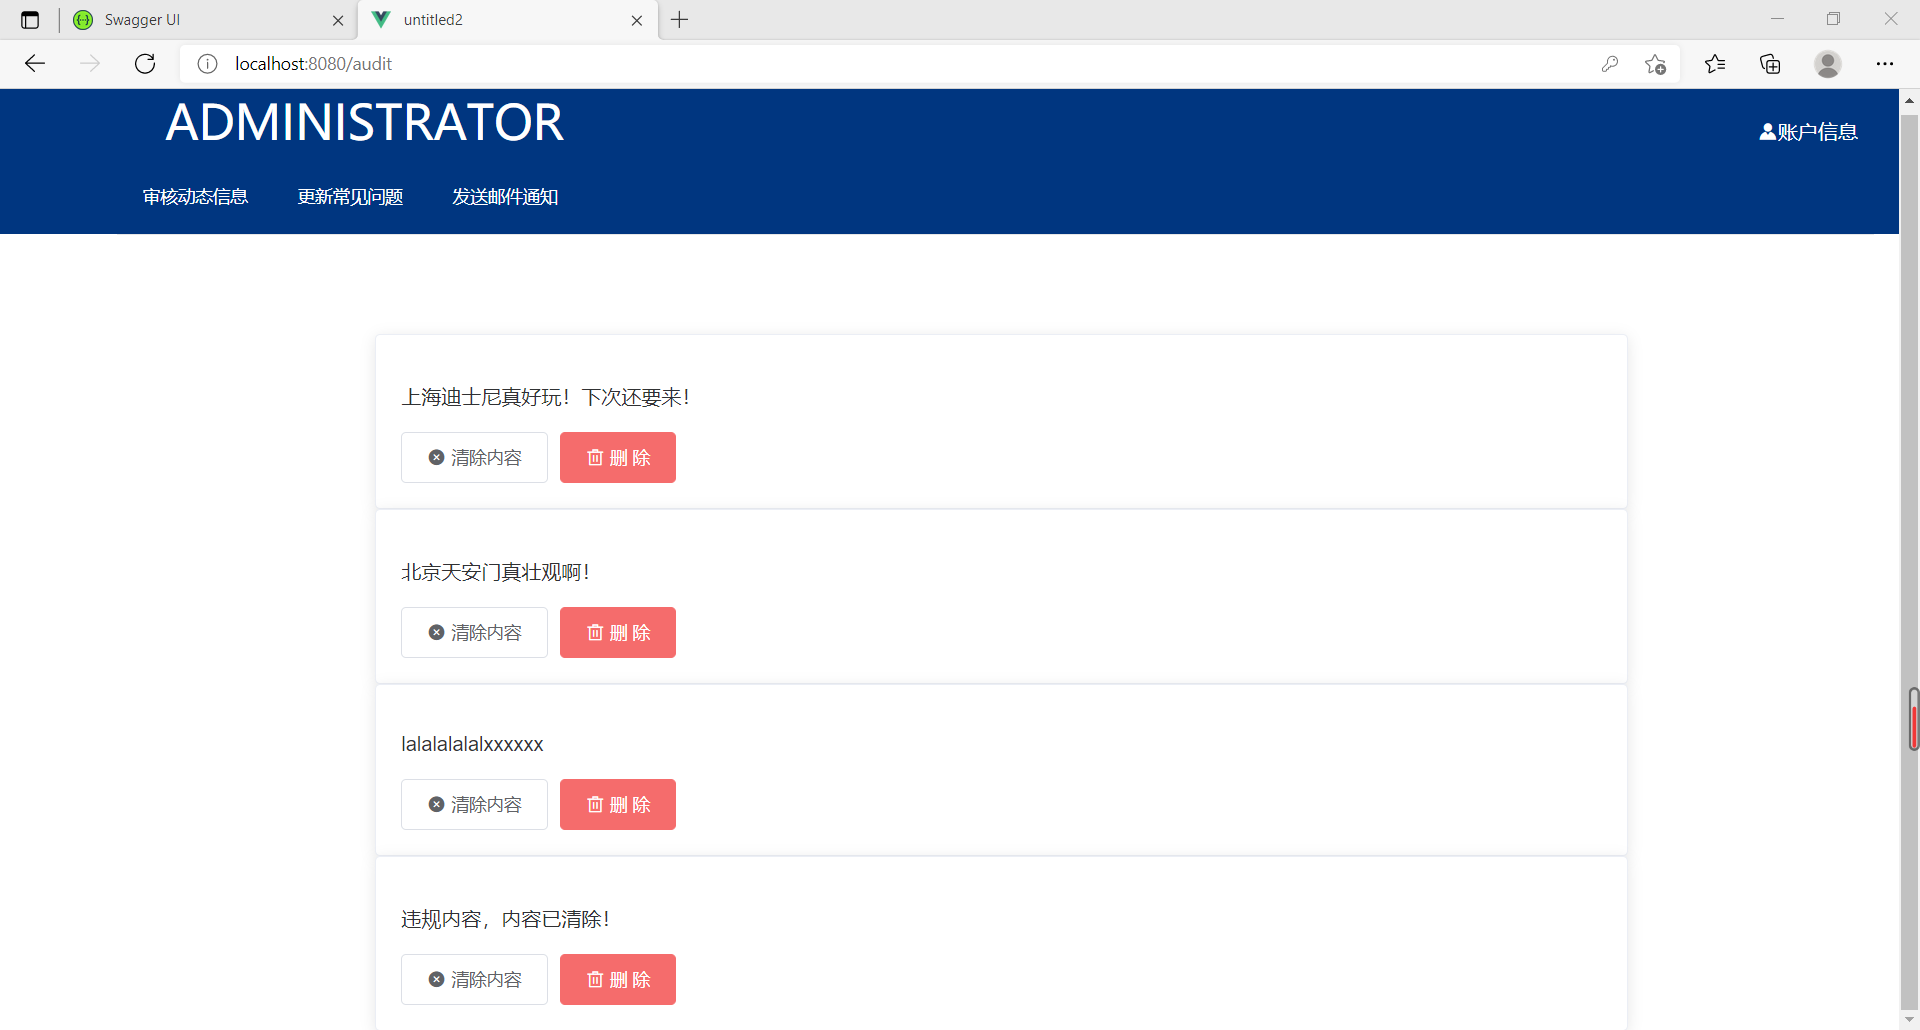 Swagger UI
untitled2
localhost:8080/audit
ADMINISTRATOR
账户信息
审核动态信息 更新常见问题 发送邮件通知
上海迪士尼真好玩！下次还要来！
清除内容 删 除
北京天安门真壮观啊！
清除内容 删 除
lalalalalalxxxxxx
清除内容 删 除
违规内容，内容已清除！
清除内容 删 除